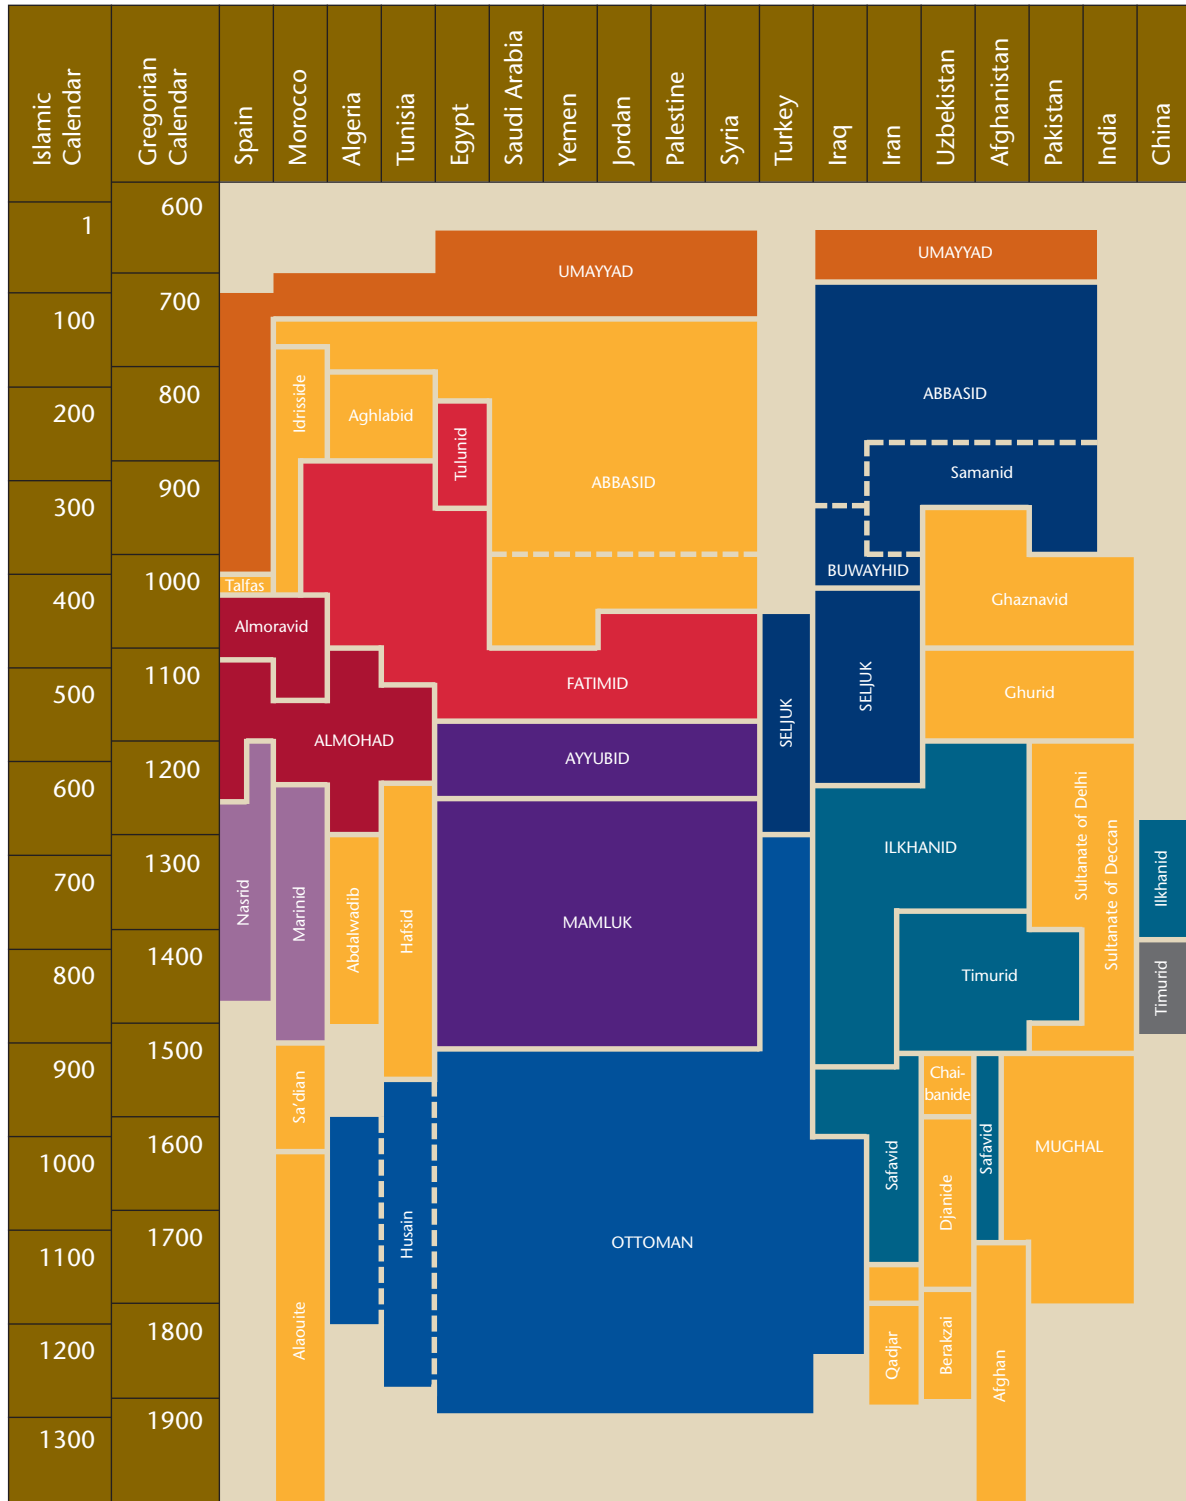 Islamic
Calendar
Gregorian
Calendar
Spain
Morocco
Algeria
Tunisia
Egypt
Saudi Arabia
Yemen
Jordan
Palestine
Syria
Turkey
Iraq
Iran
Uzbekistan
Afghanistan
Pakistan
India
China
1
100
200
300
400
500
600
700
800
900
1000
1100
1200
1300
600
700
800
900
1000
1100
1200
1300
1400
1500
1600
1700
1800
1900
UMAYYAD
UMAYYAD
Idrisside
Aghlabid
ABBASID
Tulunid
Samanid
ABBASID
BUWAYHID
Talfas
Ghaznavid
Almoravid
FATIMID
SELJUK
SELJUK
Ghurid
ALMOHAD
AYYUBID
ILKHANID
Sultanate of Delhi
Sultanate of Deccan
Ilkhanid
Nasrid
Marinid
Abdalwadib
Hafsid
MAMLUK
Timurid
Timurid
Sa'dian
Chai-
banide
Safavid
Safavid
MUGHAL
Djanide
Husain
OTTOMAN
Alaouite
Qadjar
Berakzai
Afghan